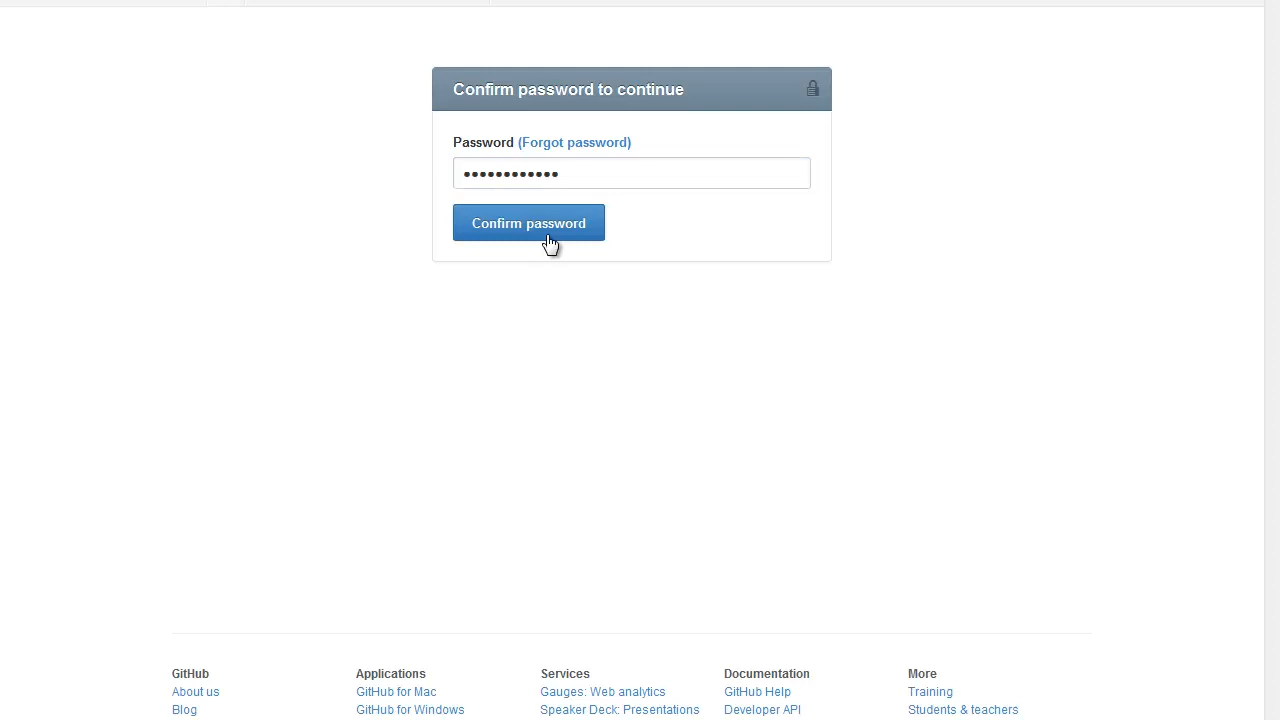 Confirm password to continue
Password (Forgot password)
••••••••••••
Confirm password
GitHub Applications Services Documentation More
About us GitHub for Mac Gauges: Web analytics GitHub Help Training
Blog GitHub for Windows Speaker Deck: Presentations Developer API Students & teachers